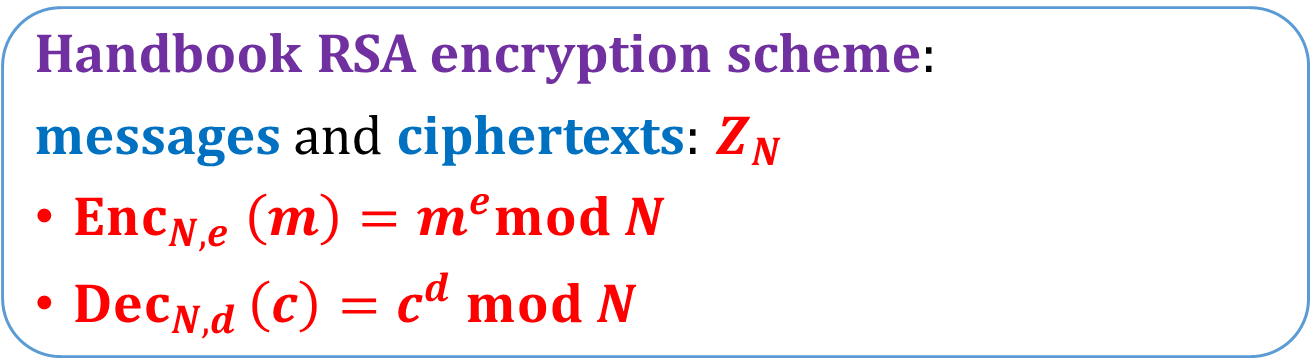 Handbook RSA encryption scheme:
messages and ciphertexts: Z_N
• Enc_{N,e} (m) = m^e mod N
• Dec_{N,d} (c) = c^d mod N